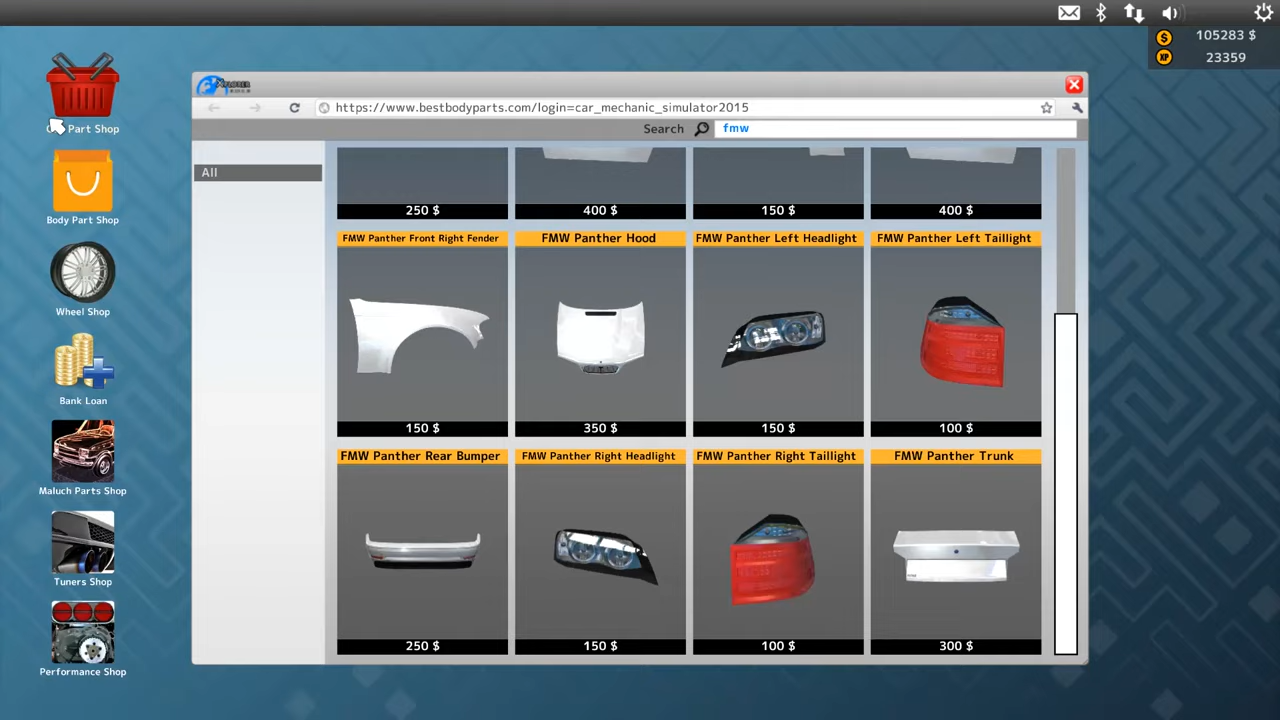 105283 $
23359
https://www.bestbodyparts.com/login=car_mechanic_simulator2015
Search
fmw
All
250 $
400 $
150 $
400 $
FMW Panther Front Right Fender
FMW Panther Hood
FMW Panther Left Headlight
FMW Panther Left Taillight
150 $
350 $
150 $
100 $
FMW Panther Rear Bumper
FMW Panther Right Headlight
FMW Panther Right Taillight
FMW Panther Trunk
250 $
150 $
100 $
300 $
Part Shop
Body Part Shop
Wheel Shop
Bank Loan
Maluch Parts Shop
Tuners Shop
Performance Shop
$
XP